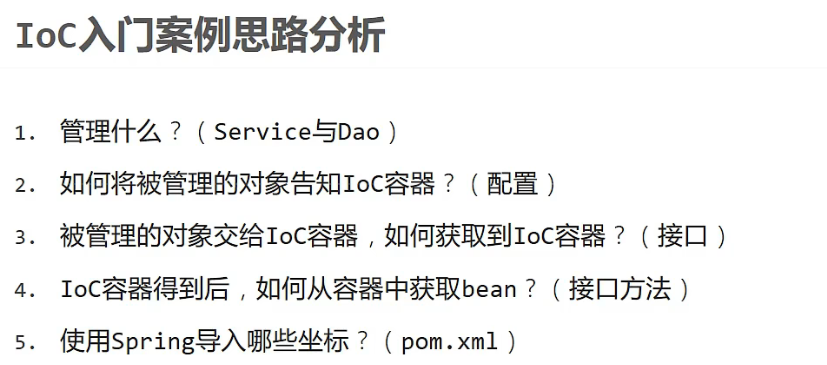 IoC入门案例思路分析
1. 管理什么？（Service与Dao）
2. 如何将被管理的对象告知IoC容器？（配置）
3. 被管理的对象交给IoC容器，如何获取到IoC容器？（接口）
4. IoC容器得到后，如何从容器中获取bean？（接口方法）
5. 使用Spring导入哪些坐标？（pom.xml）